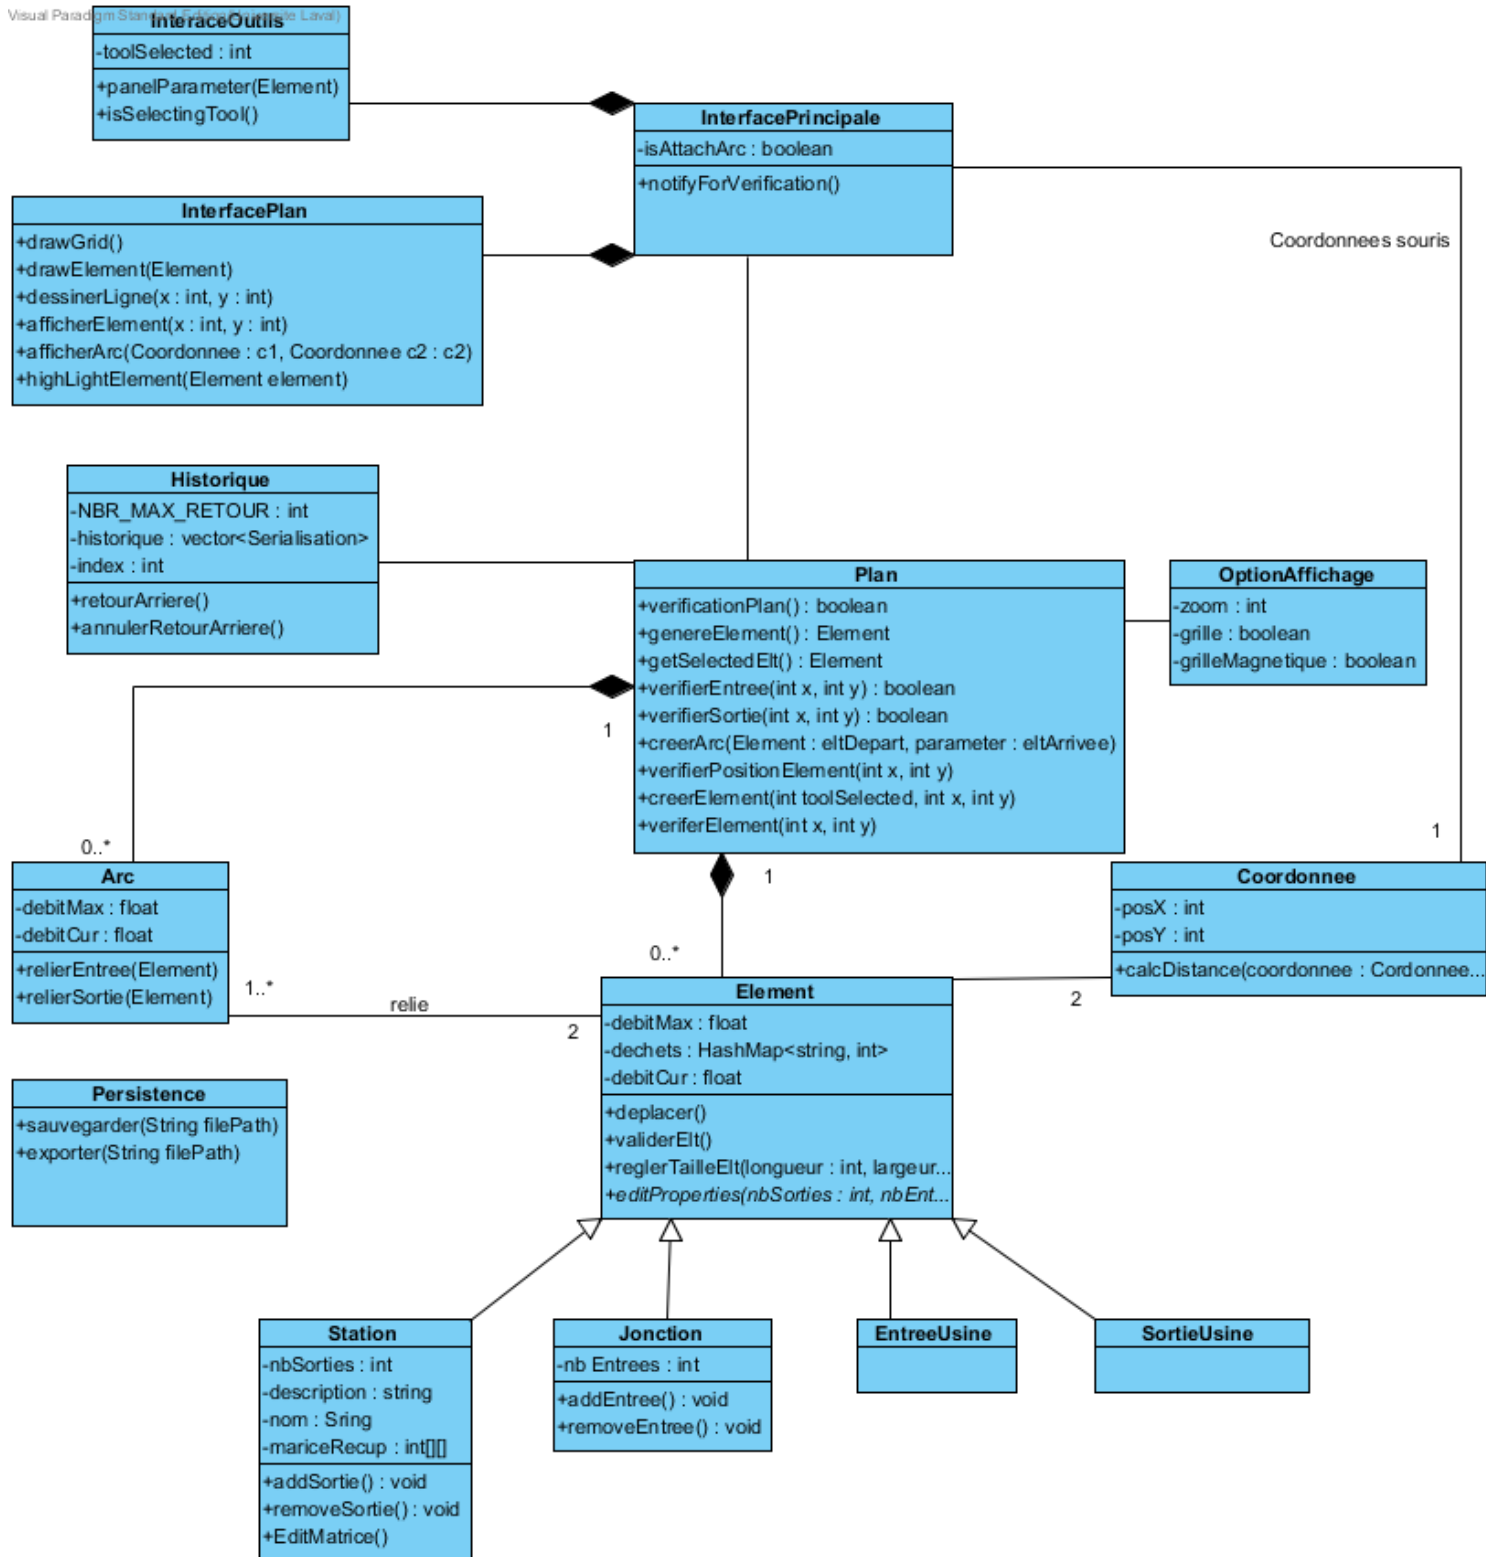 Visual Paradigm Standard Edition(Universite Laval)
InteraceOutils
-toolSelected : int
+panelParameter(Element)
+isSelectingTool()
InterfacePrincipale
-isAttachArc : boolean
+notifyForVerification()
InterfacePlan
+drawGrid()
+drawElement(Element)
+dessinerLigne(x : int, y : int)
+afficherElement(x : int, y : int)
+afficherArc(Coordonnee : c1, Coordonnee c2 : c2)
+highLightElement(Element element)
Coordonnees souris
Historique
-NBR_MAX_RETOUR : int
-historique : vector<Serialisation>
-index : int
+retourArriere()
+annulerRetourArriere()
Plan
+verificationPlan() : boolean
+genereElement() : Element
+getSelectedElt() : Element
+verifierEntree(int x, int y) : boolean
+verifierSortie(int x, int y) : boolean
+creerArc(Element : eltDepart, parameter : eltArrivee)
+verifierPositionElement(int x, int y)
+creerElement(int toolSelected, int x, int y)
+veriferElement(int x, int y)
OptionAffichage
-zoom : int
-grille : boolean
-grilleMagnetique : boolean
1
0..*
1
1
0..*
Arc
-debitMax : float
-debitCur : float
+relierEntree(Element)
+relierSortie(Element)
1..*
relie
2
Element
-debitMax : float
-dechets : HashMap<string, int>
-debitCur : float
+deplacer()
+validerElt()
+reglerTailleElt(longueur : int, largeur...
+editProperties(nbSorties : int, nbEnt...
2
Coordonnee
-posX : int
-posY : int
+calcDistance(coordonnee : Cordonnee...
Persistence
+sauvegarder(String filePath)
+exporter(String filePath)
Station
-nbSorties : int
-description : string
-nom : Sring
-mariceRecup : int[][]
+addSortie() : void
+removeSortie() : void
+EditMatrice()
Jonction
-nb Entrees : int
+addEntree() : void
+removeEntree() : void
EntreeUsine
SortieUsine